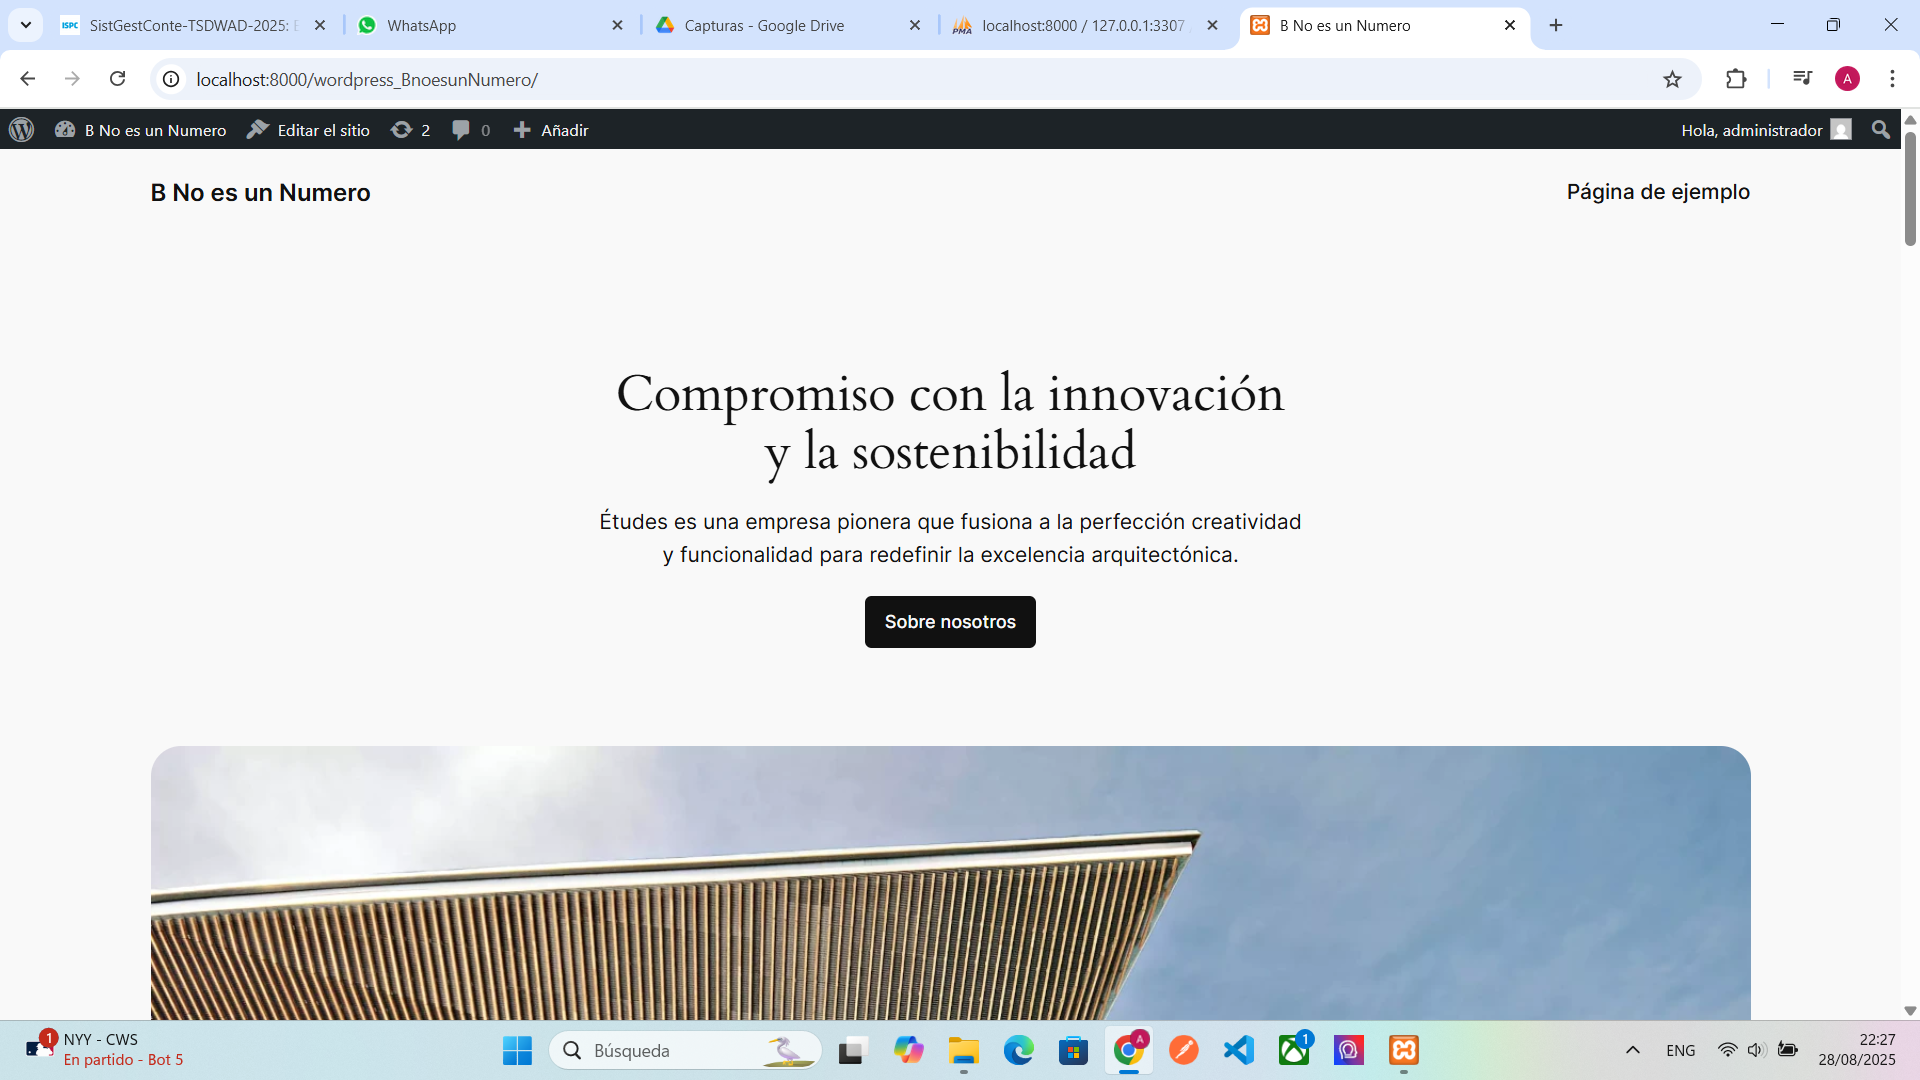 ISPC
SistGestConte-TSDWAD-2025: E
WhatsApp
Capturas - Google Drive
PMA
localhost:8000 / 127.0.0.1:3307
B No es un Numero
localhost:8000/wordpress_BnoesunNumero/
A
B No es un Numero
Editar el sitio
2
0
Añadir
Hola, administrador
B No es un Numero
Página de ejemplo
Compromiso con la innovación
y la sostenibilidad
Études es una empresa pionera que fusiona a la perfección creatividad
y funcionalidad para redefinir la excelencia arquitectónica.
Sobre nosotros
1
NYY - CWS
En partido - Bot 5
Búsqueda
A
1
ENG
22:27
28/08/2025